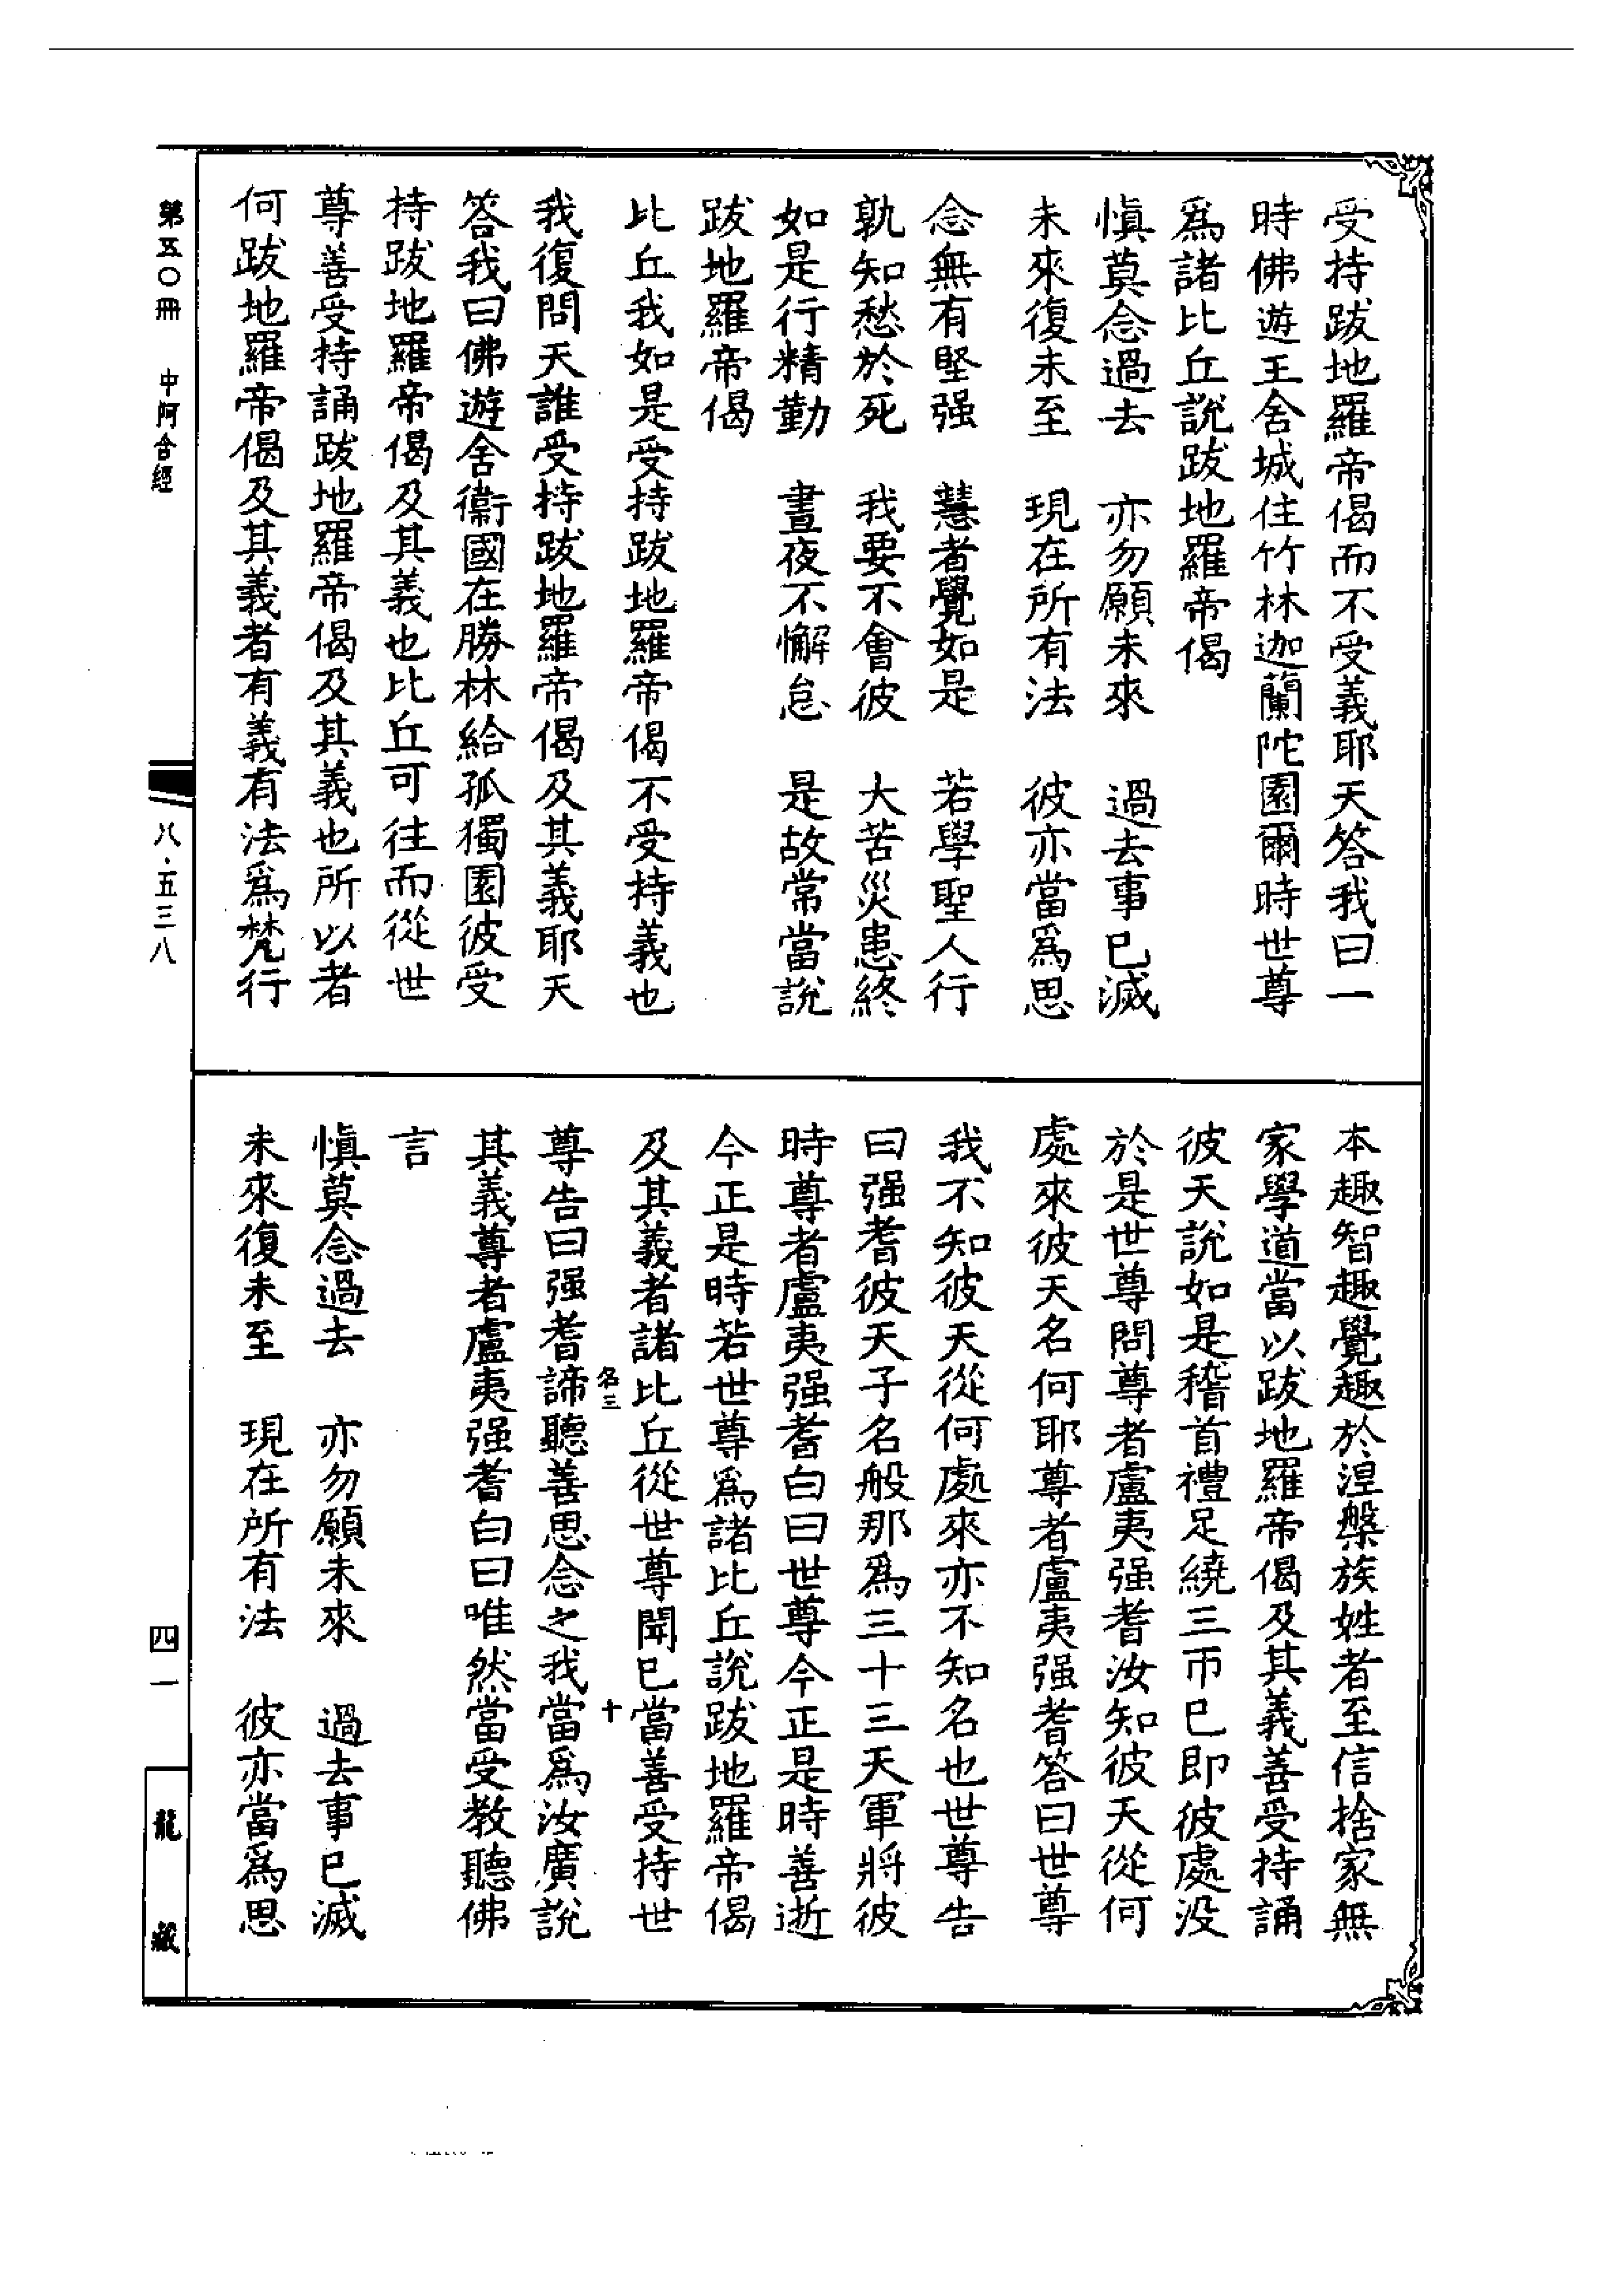 受持跋地羅帝偈而不受義耶天答我曰一
時佛遊王舍城住竹林迦蘭陀園爾時世尊
爲諸比丘說跋地羅帝偈
慎莫念過去　亦勿願未來　過去事已滅
未來復未至　現在所有法　彼亦當爲思
念無有堅强　慧者覺如是　若學聖人行
孰知愁於死　我要不會彼　大苦災患終
如是行精勤　晝夜不懈怠　是故常當說
跋地羅帝偈
比丘我如是受持跋地羅帝偈不受持義也
我復問天誰受持跋地羅帝偈及其義耶天
答我曰佛遊舍衞國在勝林給孤獨園彼受
持跋地羅帝偈及其義也比丘可往而從世
尊善受持誦跋地羅帝偈及其義也所以者
何跋地羅帝偈及其義者有義有法爲梵行
本趣智趣覺趣於涅槃族姓者至信捨家無
家學道當以跋地羅帝偈及其義善受持誦
彼天說如是稽首禮足繞三帀已即彼處没
於是世尊問尊者盧夷强耆汝知彼天從何
處來彼天名何耶尊者盧夷强耆答曰世尊
我不知彼天從何處來亦不知名也世尊告
曰强耆彼天子名般那爲三十三天軍將彼
時尊者盧夷强耆白曰世尊今正是時善逝
今正是時若世尊爲諸比丘說跋地羅帝偈
及其義者諸比丘從世尊聞已當善受持世
名三　十
尊告曰强耆諦聽善思念之我當爲汝廣說
其義尊者盧夷强耆白曰唯然當受教聽佛
言
慎莫念過去　亦勿願未來　過去事已滅
未來復未至　現在所有法　彼亦當爲思
第五〇冊　中阿含經
八·五三八
四一
龍藏